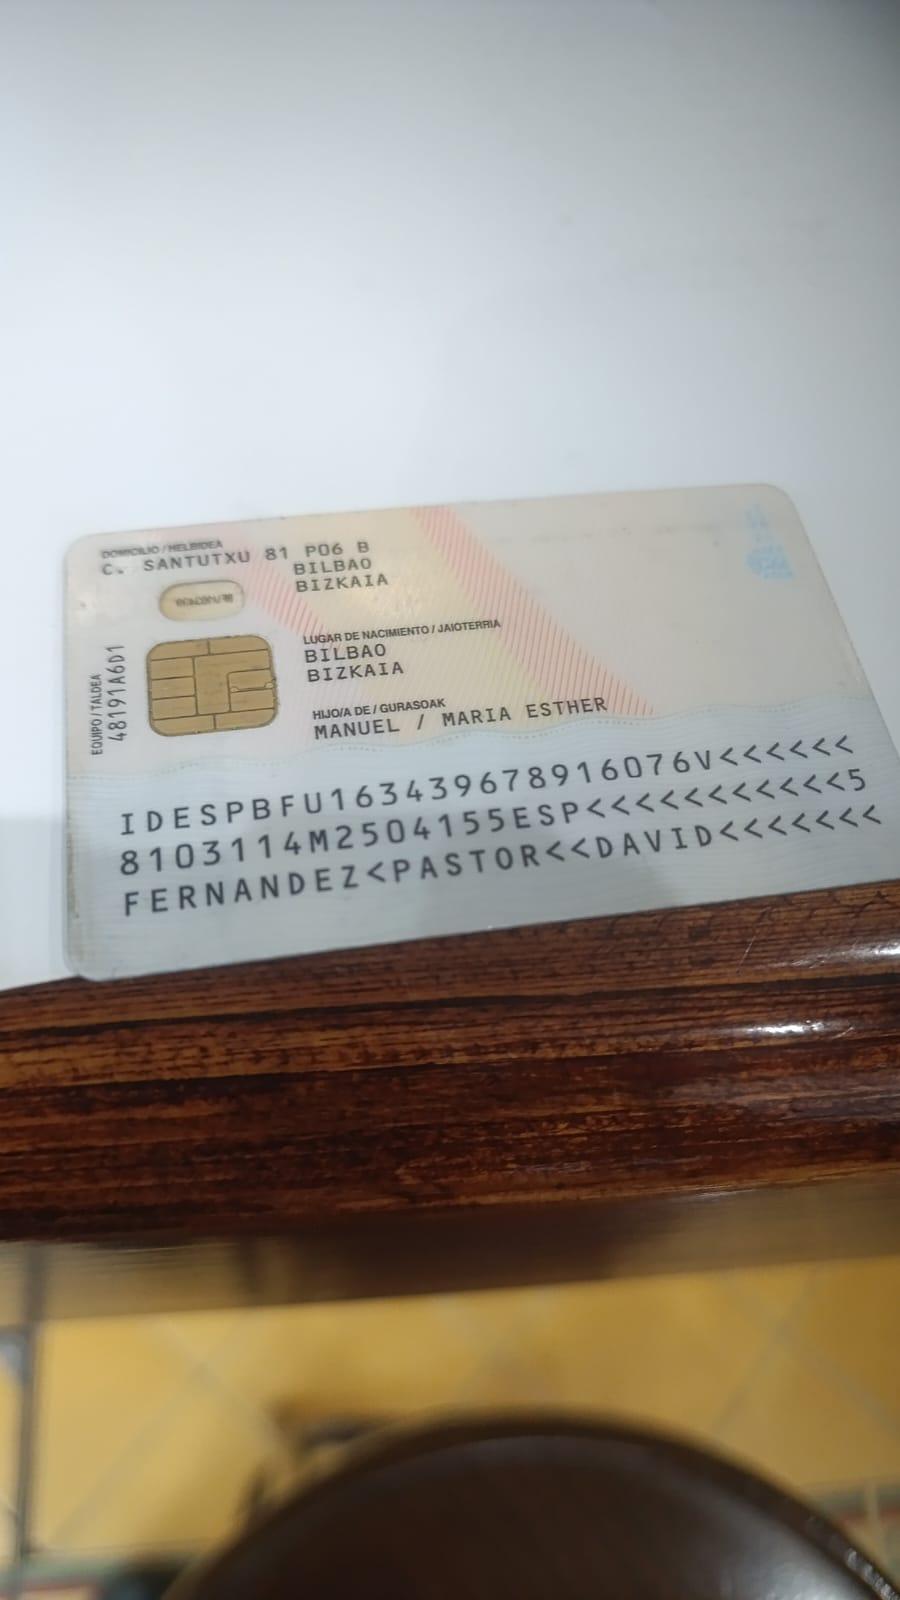 DOMICILIO / HELBIDEA
C. SANTUTXU 81 P06 B
BILBAO
BIZKAIA
LUGAR DE NACIMIENTO / JAIOTERRIA
BILBAO
BIZKAIA
EQUIPO / TALDEA
48191A6D1
HIJO/A DE / GURASOAK
MANUEL / MARIA ESTHER
IDESPBFU163439678916076V<<<<<<
8103114M2504155ESP<<<<<<<<<<<5
FERNANDEZ<PASTOR<<DAVID<<<<<<<